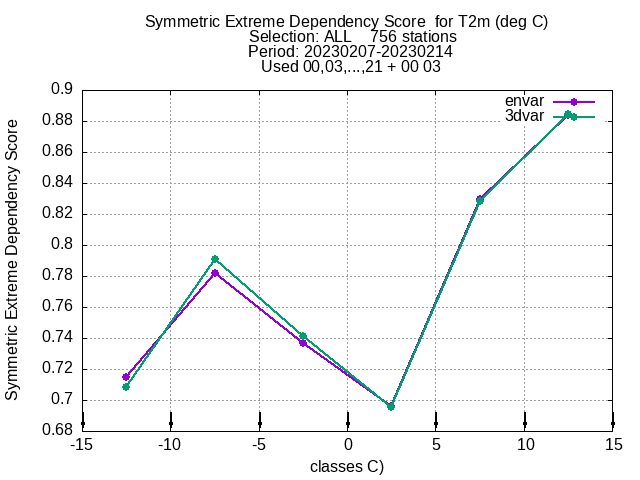 Symmetric Extreme Dependency Score  for T2m (deg C)
Selection: ALL    756 stations
Period: 20230207-20230214
Used 00,03,...,21 + 00 03
envar
3dvar
Symmetric Extreme Dependency Score
0.9
0.88
0.86
0.84
0.82
0.8
0.78
0.76
0.74
0.72
0.7
0.68
-15 -10 -5 0 5 10 15
classes C)